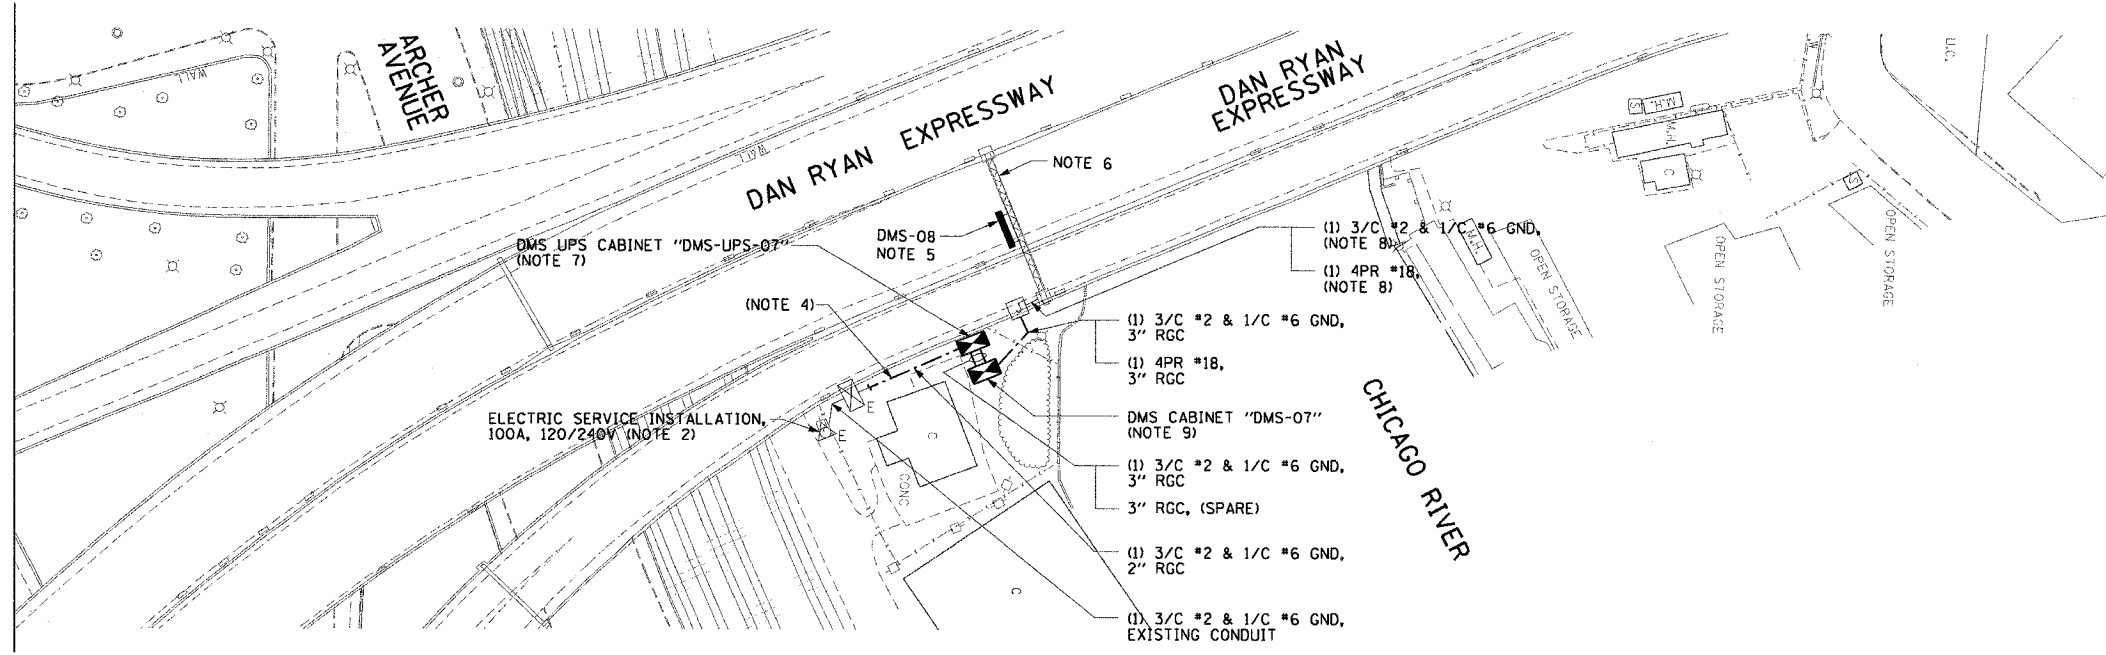 ARCHER
AVENUE
WALL
DAN RYAN EXPRESSWAY
WALL
DAN RYAN
EXPRESSWAY
U.C.
S
M.H.
M.H.
C
S
NOTE 6
DMS-08
NOTE 5
DMS UPS CABINET "DMS-UPS-07"
(NOTE 7)
(NOTE 4)
(1) 3/C #2 & 1/C #6 GND,
(NOTE 8)
(1) 4PR #18,
(NOTE 8)
M.H.
OPEN STORAGE
OPEN STORAGE
OPEN STORAGE
J
(1) 3/C #2 & 1/C #6 GND,
3" RGC
(1) 4PR #18,
3" RGC
ELECTRIC SERVICE INSTALLATION,
100A, 120/240V (NOTE 2)
E
E
C
CONC
C
DMS CABINET "DMS-07"
(NOTE 9)
(1) 3/C #2 & 1/C #6 GND,
3" RGC
3" RGC, (SPARE)
(1) 3/C #2 & 1/C #6 GND,
2" RGC
(1) 3/C #2 & 1/C #6 GND,
EXISTING CONDUIT
CHICAGO RIVER